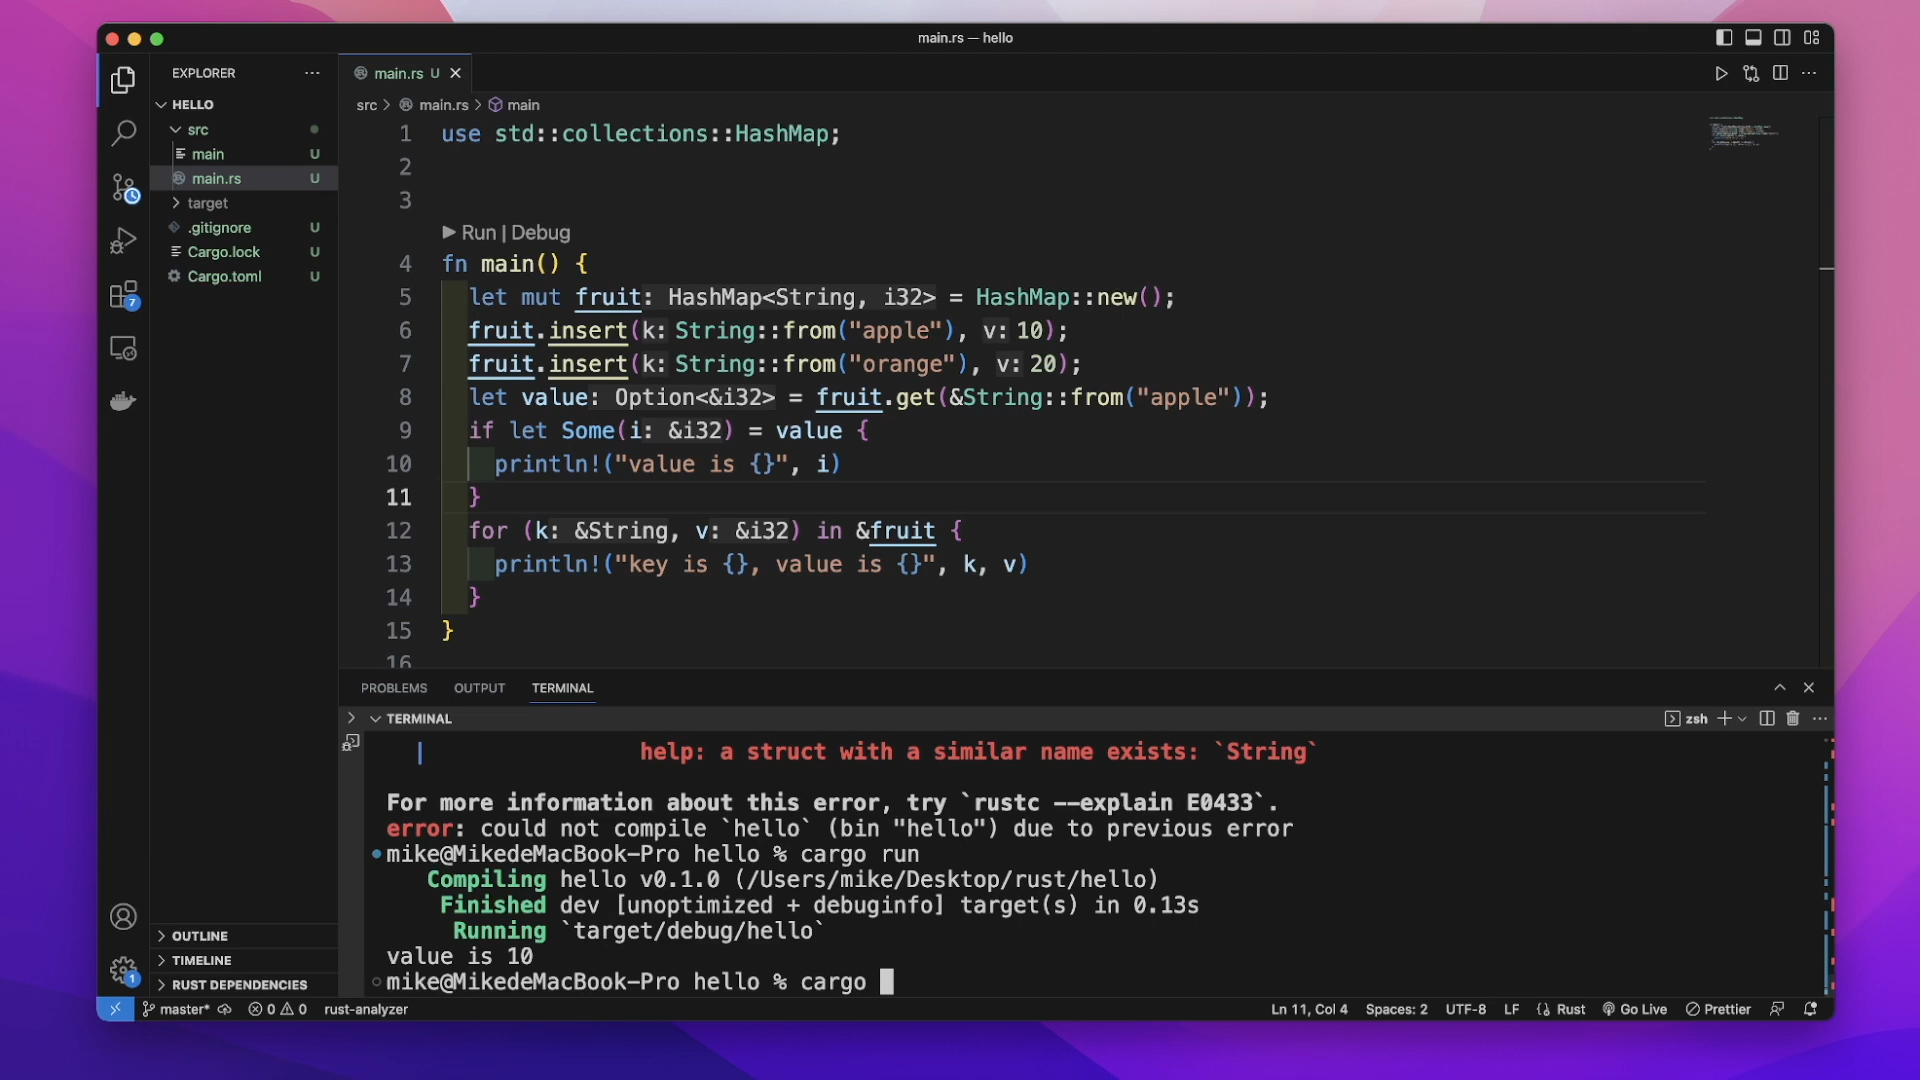 main.rs — hello
EXPLORER
HELLO
src
main U
main.rs U
target
.gitignore U
Cargo.lock U
Cargo.toml U
OUTLINE
TIMELINE
RUST DEPENDENCIES
7
1
main.rs U
src > main.rs > main
1 use std::collections::HashMap;
2
3
Run | Debug
4 fn main() {
5 let mut fruit: HashMap<String, i32> = HashMap::new();
6 fruit.insert(k: String::from("apple"), v: 10);
7 fruit.insert(k: String::from("orange"), v: 20);
8 let value: Option<&i32> = fruit.get(&String::from("apple"));
9 if let Some(i: &i32) = value {
10 println!("value is {}", i)
11 }
12 for (k: &String, v: &i32) in &fruit {
13 println!("key is {}, value is {}", k, v)
14 }
15 }
16
PROBLEMS OUTPUT TERMINAL
TERMINAL zsh
| help: a struct with a similar name exists: `String`
For more information about this error, try `rustc --explain E0433`.
error: could not compile `hello` (bin "hello") due to previous error
mike@MikedeMacBook-Pro hello % cargo run
Compiling hello v0.1.0 (/Users/mike/Desktop/rust/hello)
Finished dev [unoptimized + debuginfo] target(s) in 0.13s
Running `target/debug/hello`
value is 10
mike@MikedeMacBook-Pro hello % cargo
master* 0 0 rust-analyzer Ln 11, Col 4 Spaces: 2 UTF-8 LF {} Rust Go Live Prettier